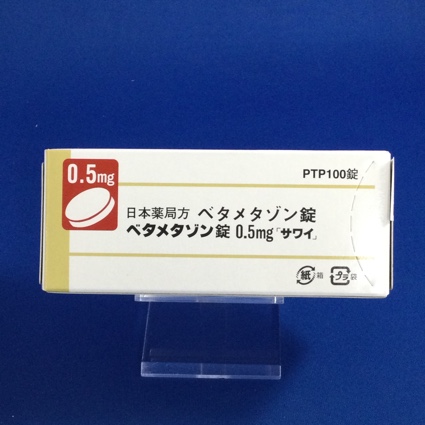 0.5mg
PTP100錠
日本薬局方 ベタメタゾン錠
ベタメタゾン錠 0.5mg「サワイ」
紙 箱 プラ 袋